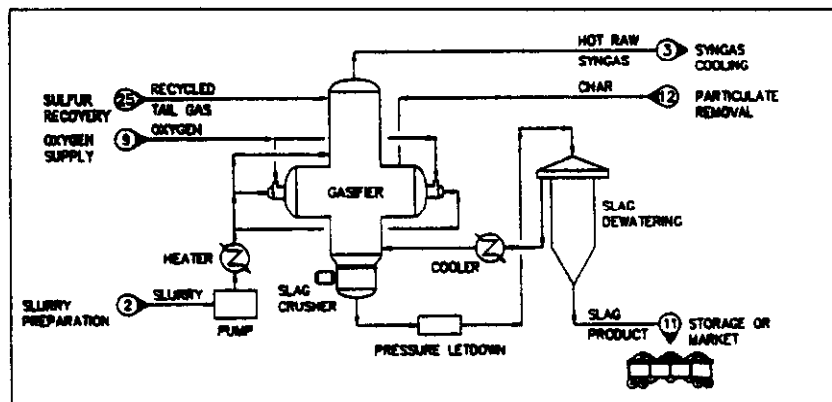 HOT RAW
SYNGAS
3
SYNGAS
COOLING
SULFUR
RECOVERY
25
RECYCLED
TAIL GAS
CHAR
12
PARTICULATE
REMOVAL
OXYGEN
SUPPLY
9
OXYGEN
GASIFIER
SLAG
DEWATERING
HEATER
COOLER
SLURRY
PREPARATION
2
SLURRY
PUMP
SLAG
CRUSHER
PRESSURE LETDOWN
SLAG
PRODUCT
11
STORAGE OR
MARKET